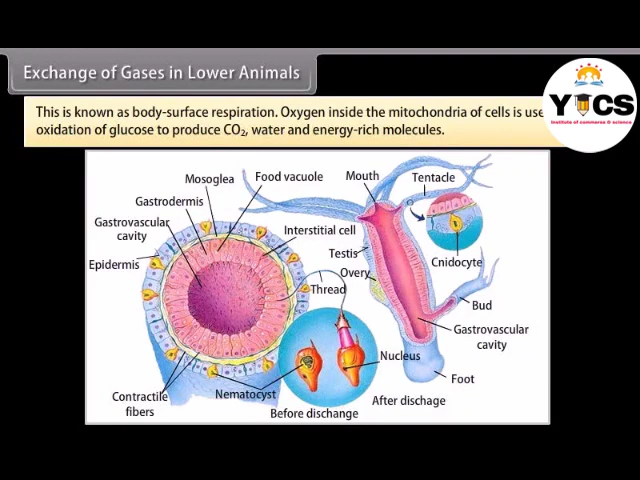 Exchange of Gases in Lower Animals
This is known as body-surface respiration. Oxygen inside the mitochondria of cells is use
oxidation of glucose to produce CO₂, water and energy-rich molecules.
YICS
Institute of commerce & science
Mosoglea
Food vacuole
Mouth
Tentacle
Gastrodermis
Gastrovascular
cavity
Interstitial cell
Epidermis
Testis
Cnidocyte
Overy
Thread
Bud
Gastrovascular
cavity
Nucleus
Foot
Contractile
fibers
Nematocyst
Before discharge
After dischage